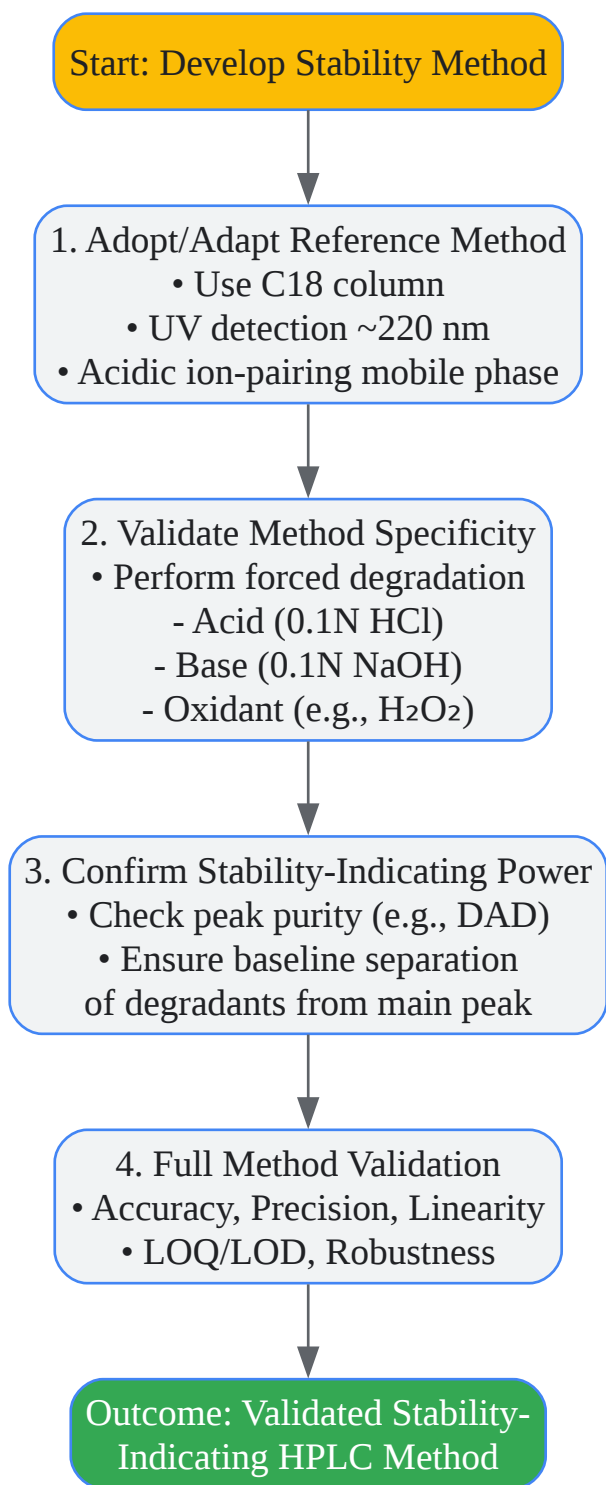 Start: Develop Stability Method
1. Adopt/Adapt Reference Method
• Use C18 column
• UV detection ~220 nm
• Acidic ion-pairing mobile phase
2. Validate Method Specificity
• Perform forced degradation
- Acid (0.1N HCl)
- Base (0.1N NaOH)
- Oxidant (e.g., H₂O₂)
3. Confirm Stability-Indicating Power
• Check peak purity (e.g., DAD)
• Ensure baseline separation
of degradants from main peak
4. Full Method Validation
• Accuracy, Precision, Linearity
• LOQ/LOD, Robustness
Outcome: Validated Stability-
Indicating HPLC Method